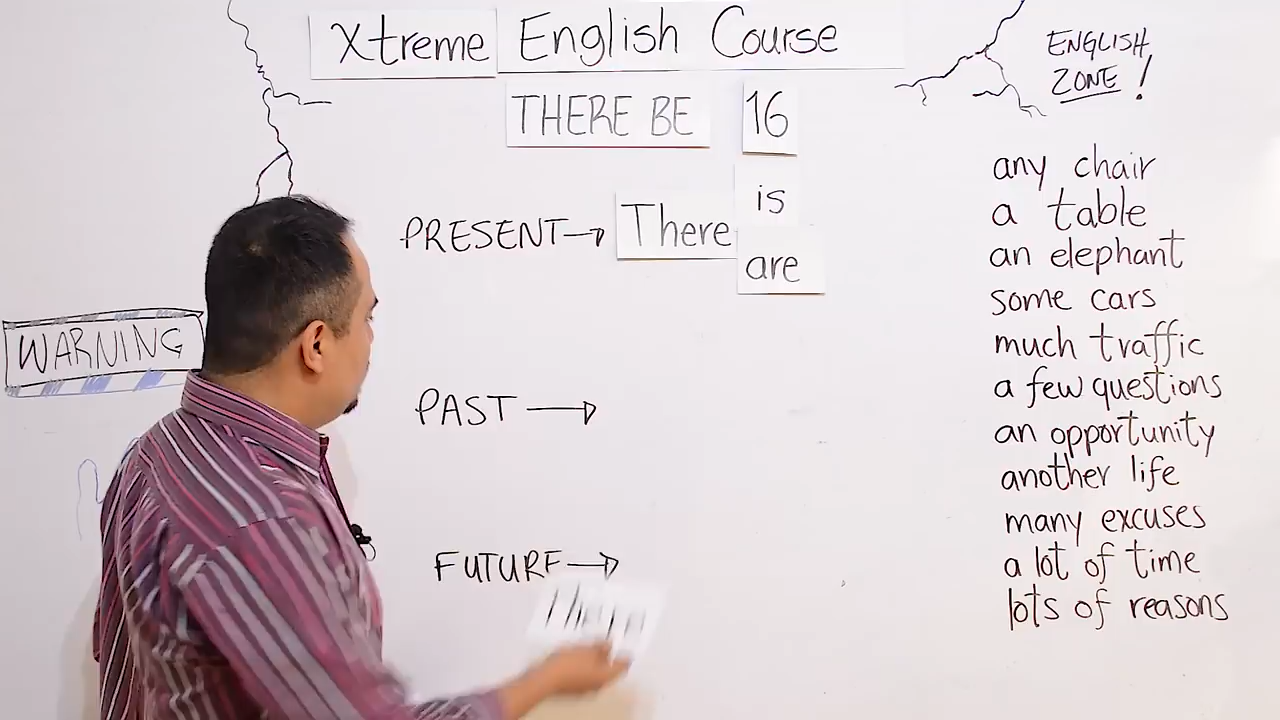 Xtreme English Course
THERE BE 16
ENGLISH
ZONE!
PRESENT→ There is
are
WARNING
PAST →
FUTURE→
There
any chair
a table
an elephant
some cars
much traffic
a few questions
an opportunity
another life
many excuses
a lot of time
lots of reasons